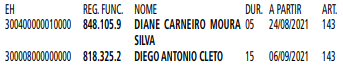 EH REG. FUNC. NOME DUR. A PARTIR ART.
300400000010000 848.105.9 DIANE CARNEIRO MOURA 05 24/08/2021 143
SILVA
300008000000000 818.325.2 DIEGO ANTONIO CLETO 15 06/09/2021 143